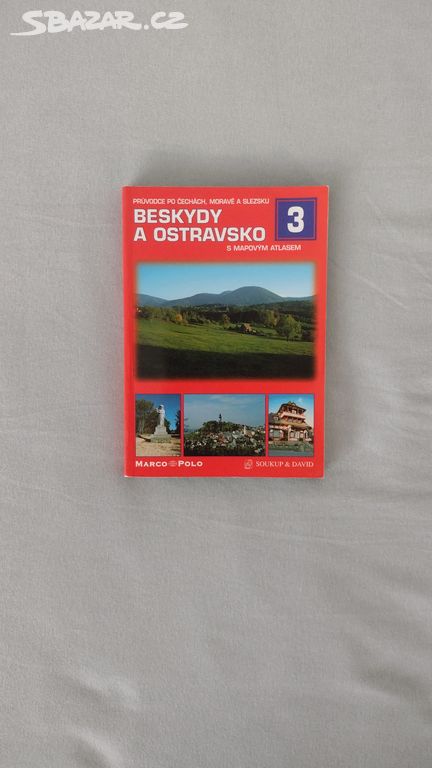 SBAZAR.CZ
PRŮVODCE PO ČECHÁCH, MORAVĚ A SLEZSKU
BESKYDY
A OSTRAVSKO
3
S MAPOVÝM ATLASEM
MARCO POLO
SOUKUP & DAVID